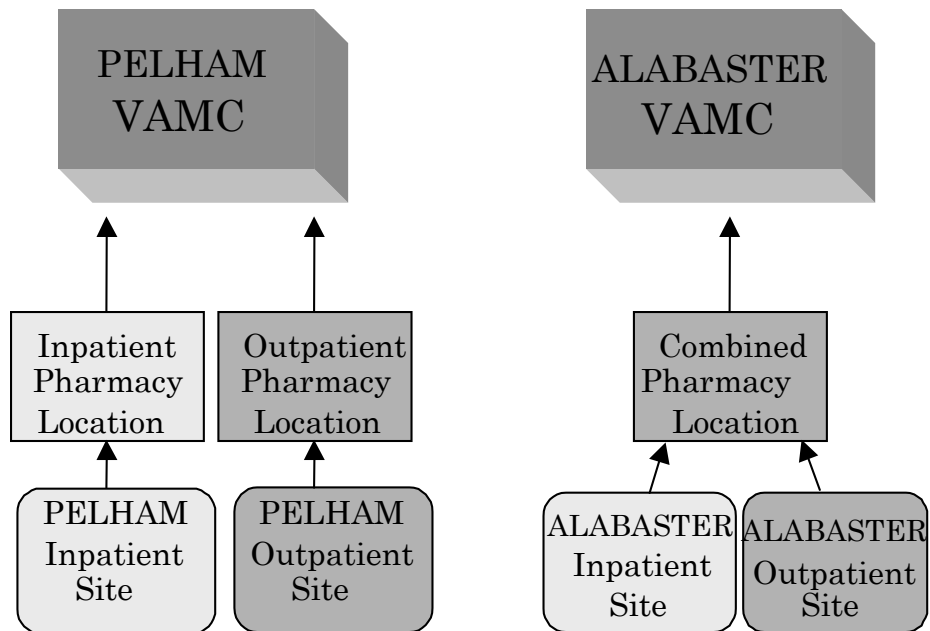 PELHAM
VAMC
ALABASTER
VAMC
Inpatient
Pharmacy
Location
Outpatient
Pharmacy
Location
Combined
Pharmacy
Location
PELHAM
Inpatient
Site
PELHAM
Outpatient
Site
ALABASTER
Inpatient
Site
ALABASTER
Outpatient
Site